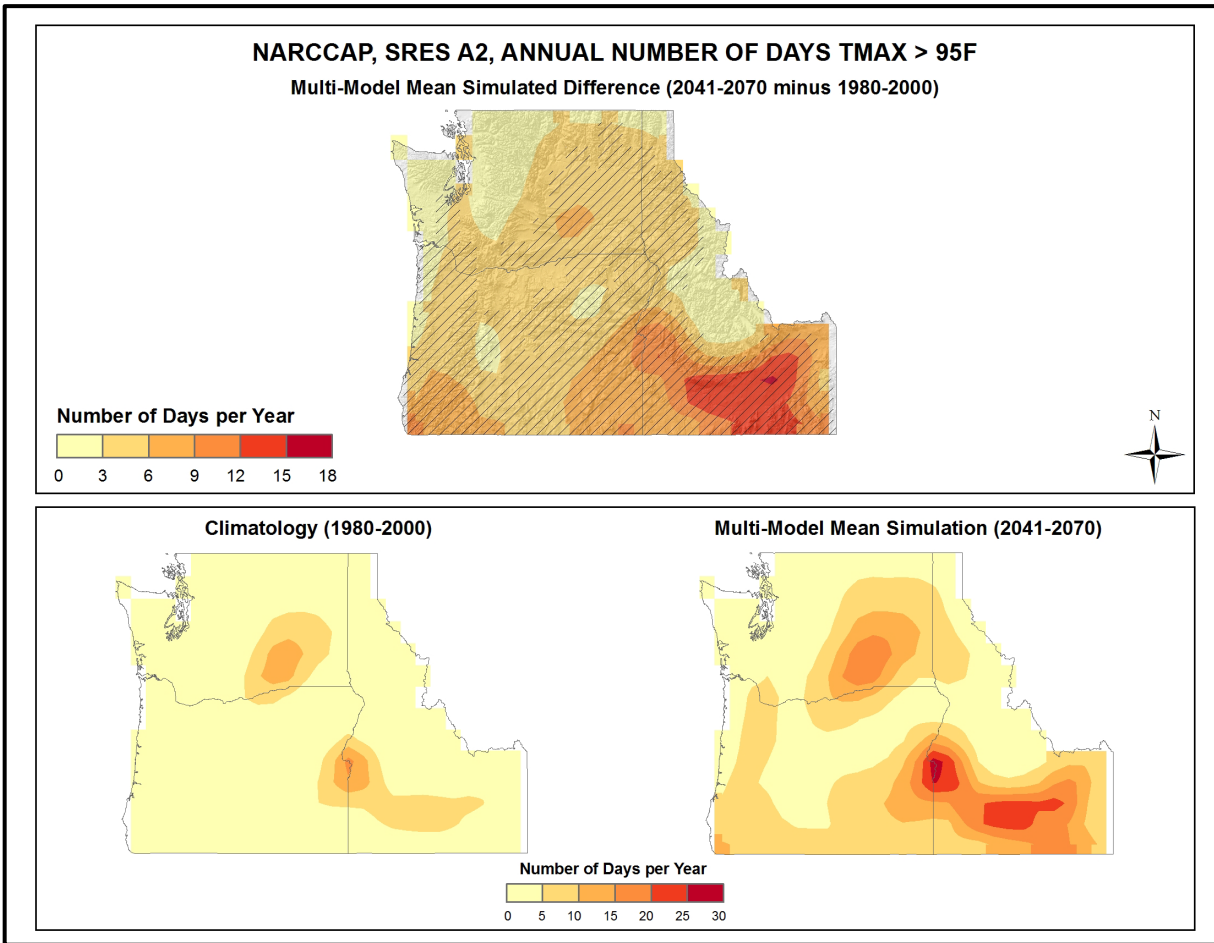 NARCCAP, SRES A2, ANNUAL NUMBER OF DAYS TMAX > 95F
Multi-Model Mean Simulated Difference (2041-2070 minus 1980-2000)
Number of Days per Year
0 3 6 9 12 15 18
N
Climatology (1980-2000)
Multi-Model Mean Simulation (2041-2070)
Number of Days per Year
0 5 10 15 20 25 30